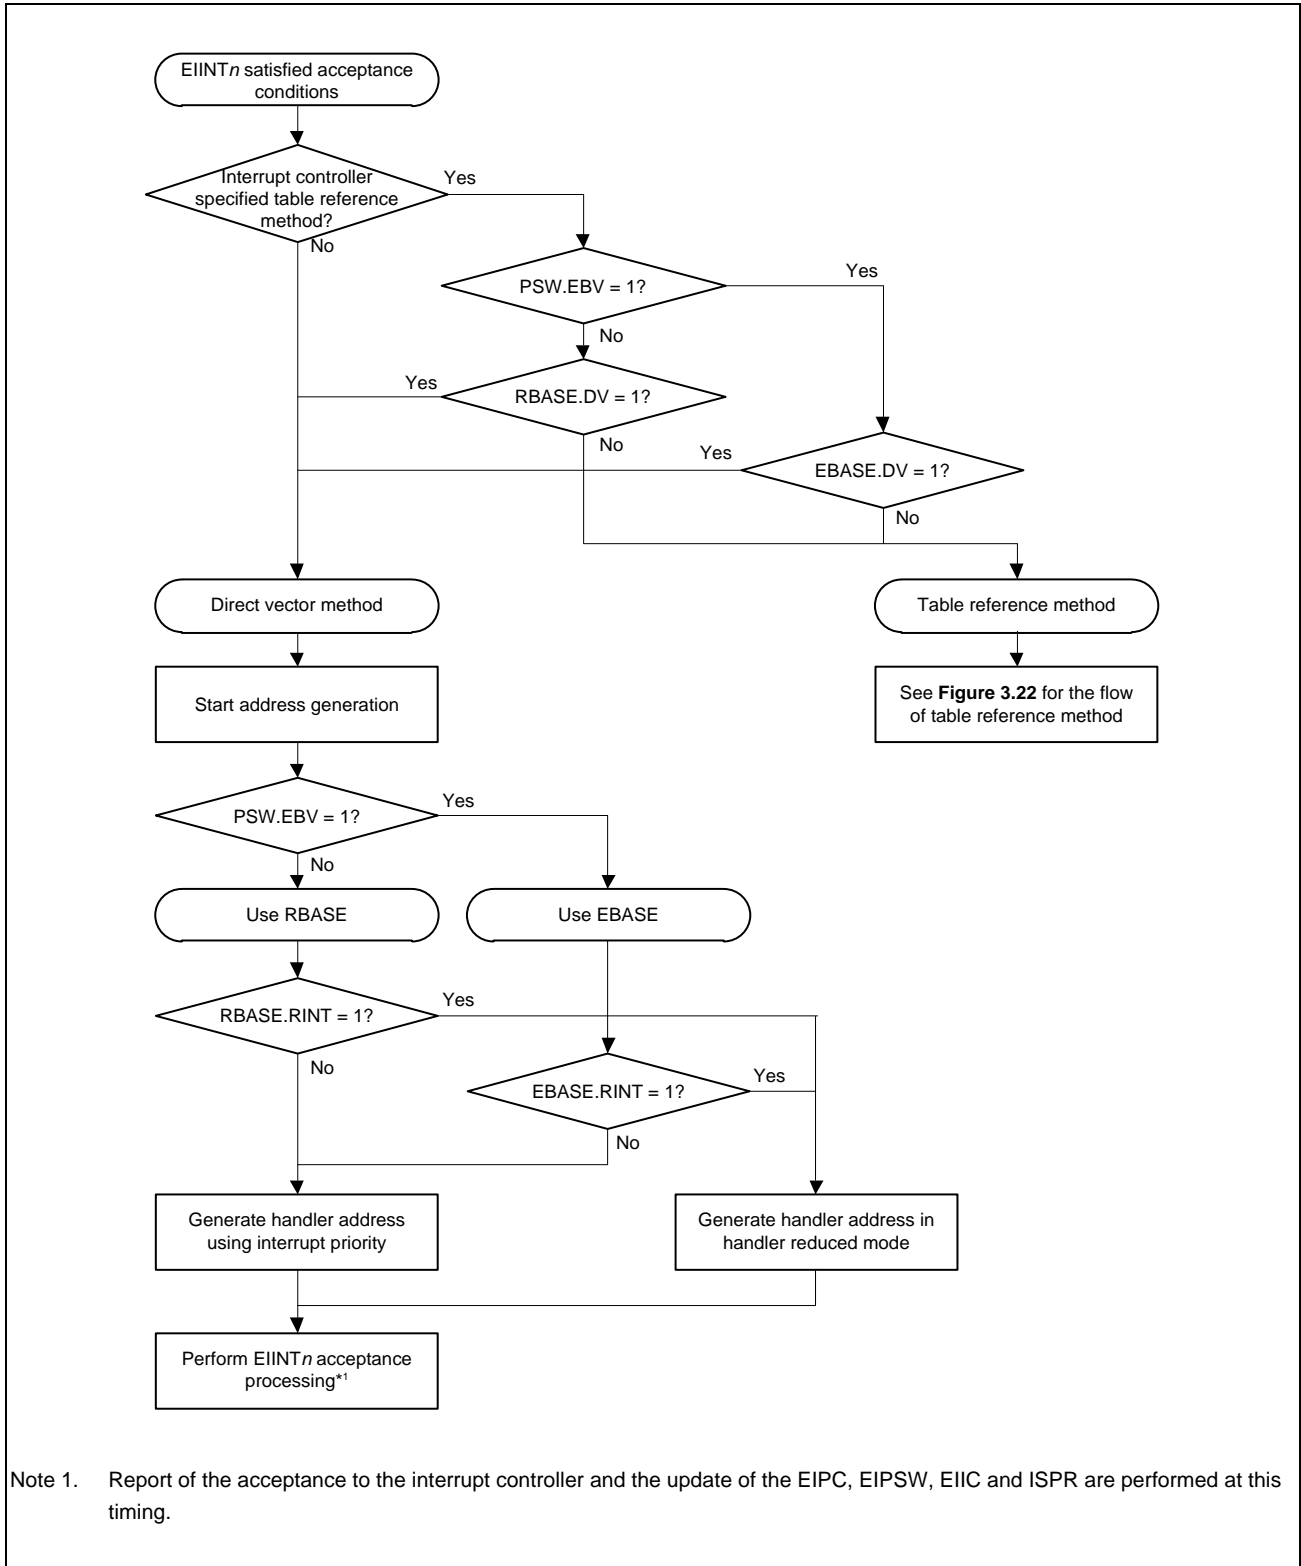 EIINTn satisfied acceptance
conditions
Interrupt controller
specified table reference
method?
Yes
No
PSW.EBV = 1?
Yes
No
RBASE.DV = 1?
Yes
No
EBASE.DV = 1?
Yes
No
Direct vector method
Table reference method
Start address generation
See Figure 3.22 for the flow
of table reference method
PSW.EBV = 1?
Yes
No
Use RBASE
Use EBASE
RBASE.RINT = 1?
Yes
No
EBASE.RINT = 1?
Yes
No
Generate handler address
using interrupt priority
Generate handler address in
handler reduced mode
Perform EIINTn acceptance
processing*1
Note 1. Report of the acceptance to the interrupt controller and the update of the EIPC, EIPSW, EIIC and ISPR are performed at this
timing.